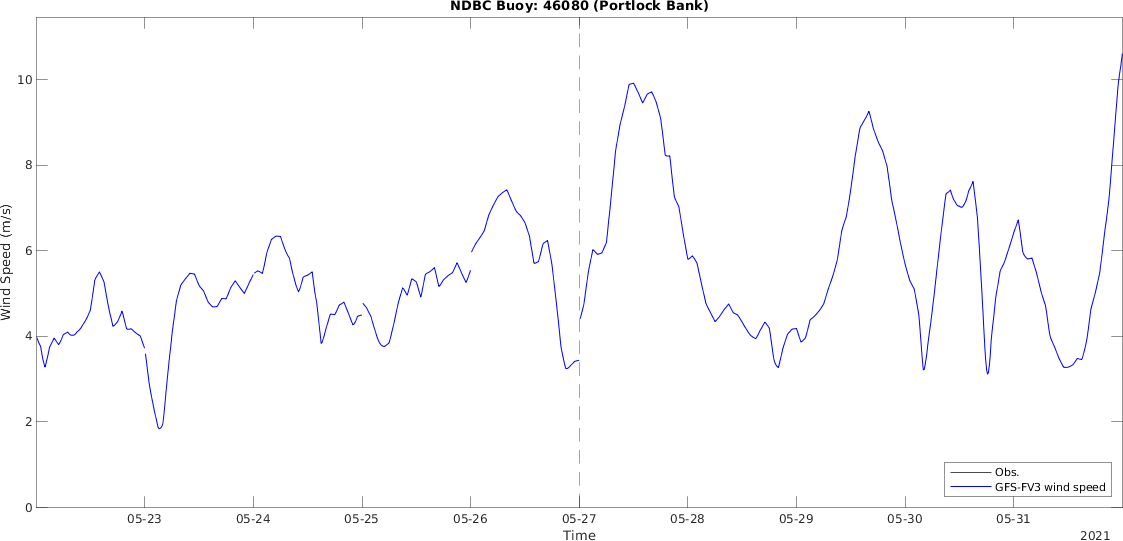 NDBC Buoy: 46080 (Portlock Bank)
Wind Speed (m/s)
10
8
6
4
2
0
05-23 05-24 05-25 05-26 05-27 05-28 05-29 05-30 05-31
Time
2021
Obs.
GFS-FV3 wind speed